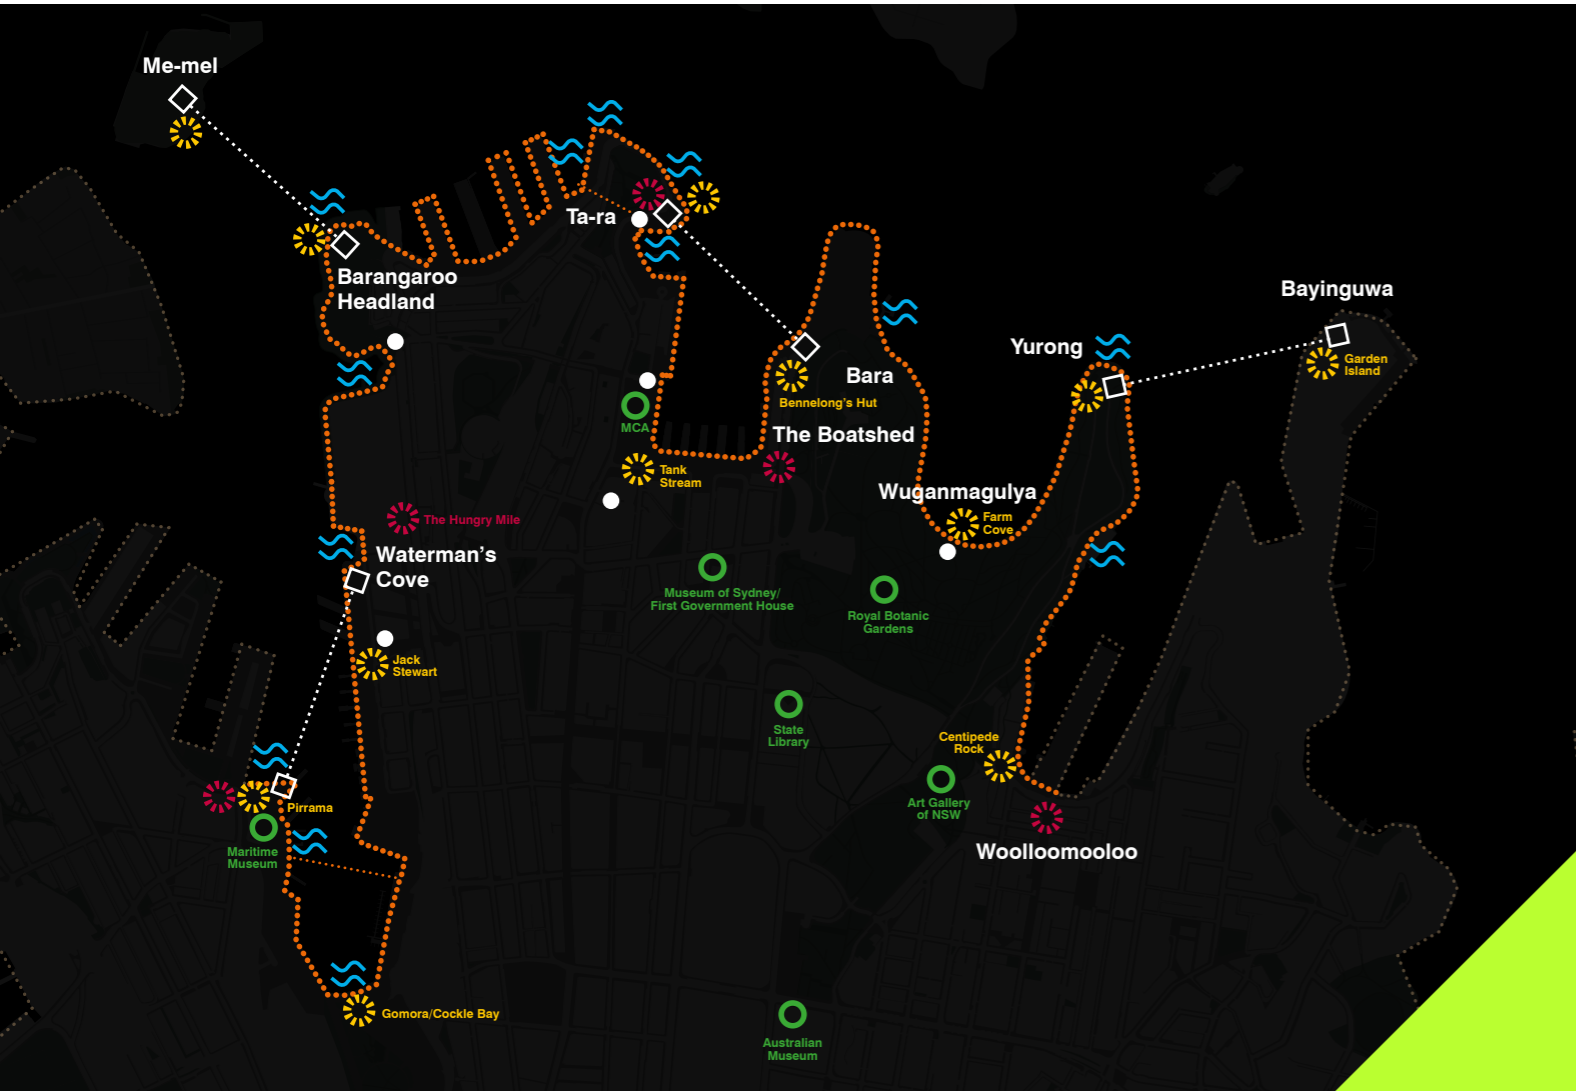 Me-mel
Ta-ra
Barangaroo
Headland
Bayinguwa
Yurong
Garden
Island
Bara
Bennelong's Hut
MCA
The Boatshed
Tank
Stream
Wuganmagulya
Farm
Cove
The Hungry Mile
Waterman's
Cove
Museum of Sydney/
First Government House
Royal Botanic
Gardens
Jack
Stewart
State
Library
Centipede
Rock
Pirrama
Art Gallery
of NSW
Maritime
Museum
Woolloomooloo
Gomora/Cockle Bay
Australian
Museum